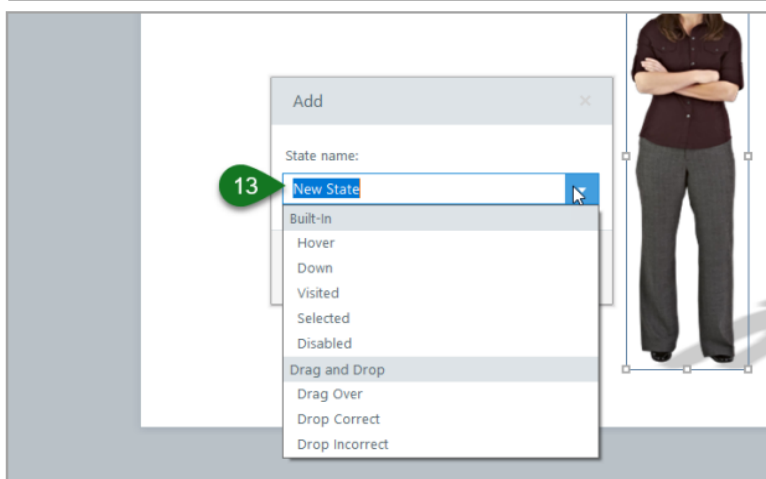 Add
State name:
13
New State
Built-In
Hover
Down
Visited
Selected
Disabled
Drag and Drop
Drag Over
Drop Correct
Drop Incorrect